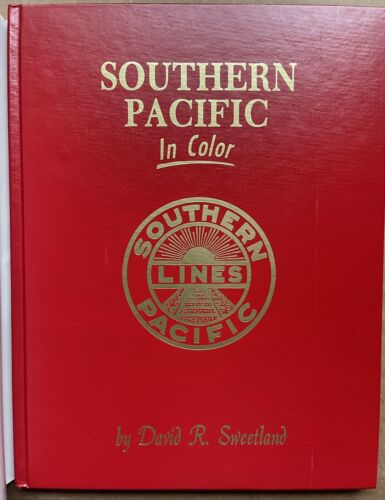 SOUTHERN
PACIFIC
In Color
SOUTHERN
LINES
PACIFIC
by David R. Sweetland